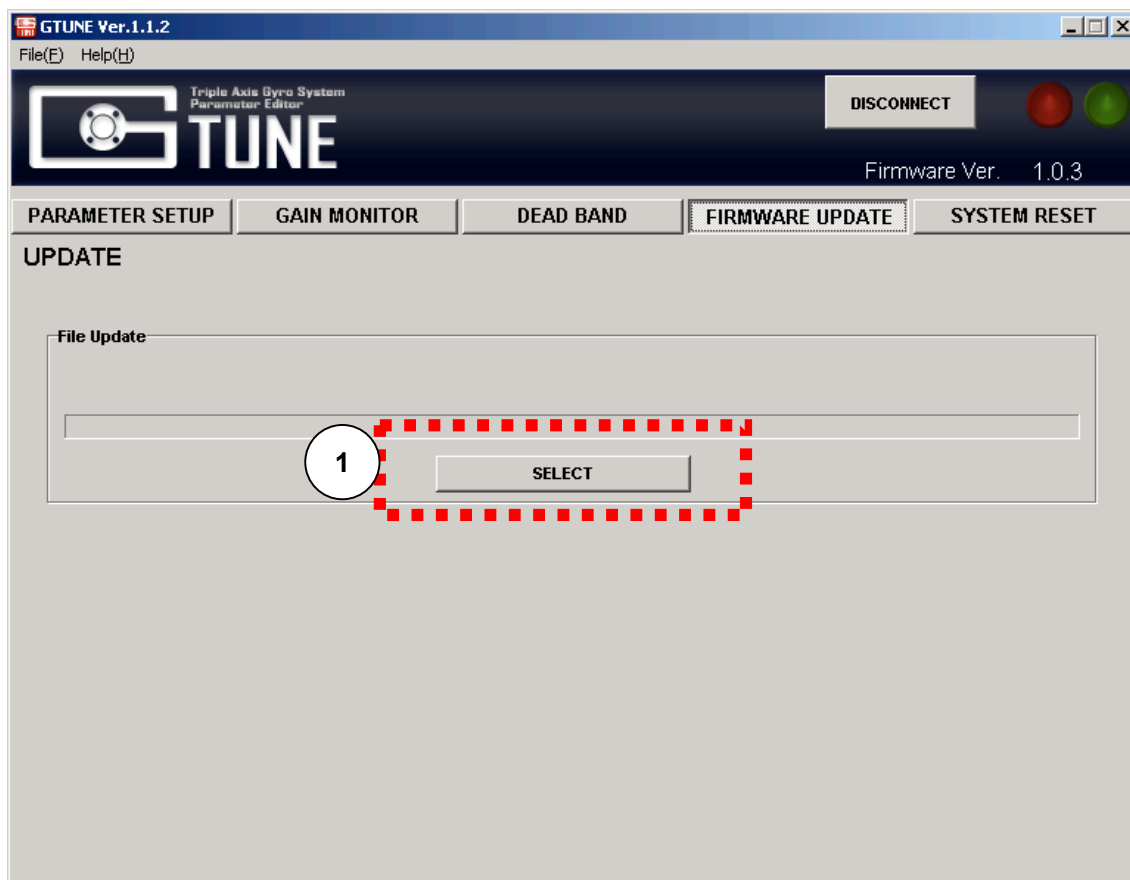 GTUNE Ver.1.1.2
File(F) Help(H)
Triple Axis Gyro System
Parameter Editor
GTUNE
DISCONNECT
Firmware Ver. 1.0.3
PARAMETER SETUP GAIN MONITOR DEAD BAND FIRMWARE UPDATE SYSTEM RESET
UPDATE
File Update
1
SELECT